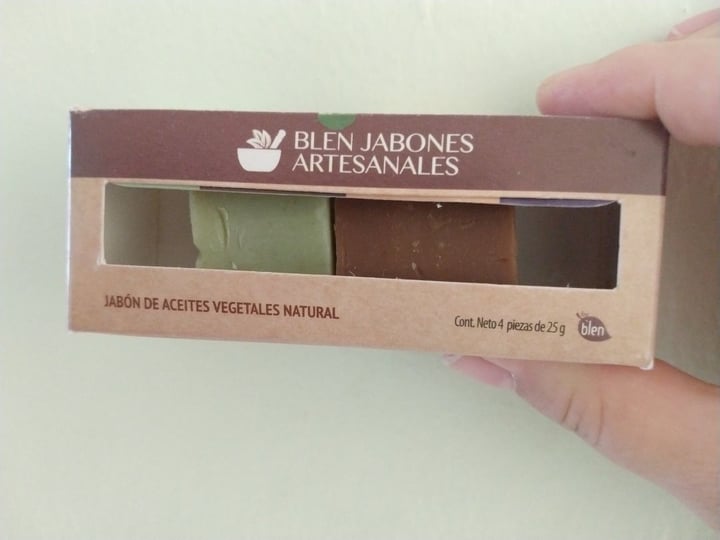 BLEN JABONES
ARTESANALES
JABÓN DE ACEITES VEGETALES NATURAL
Cont. Neto 4 piezas de 25 g
blen